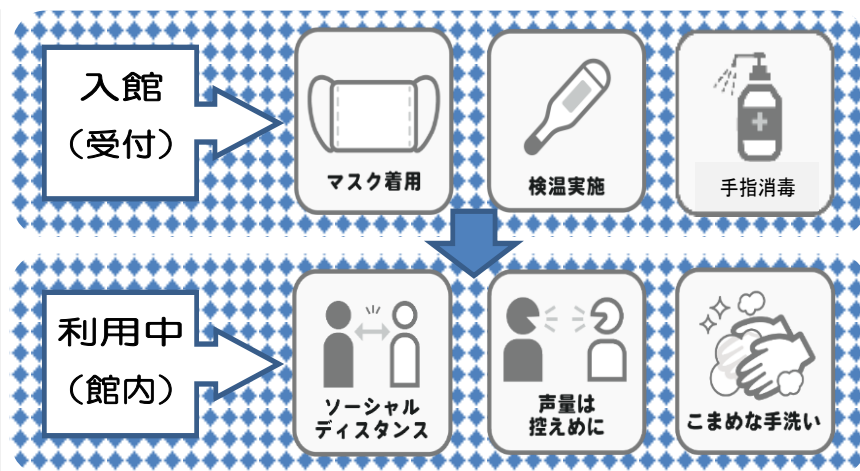 入館
（受付）
マスク着用
検温実施
手指消毒
利用中
（館内）
ソーシャル
ディスタンス
声量は
控えめに
こまめな手洗い